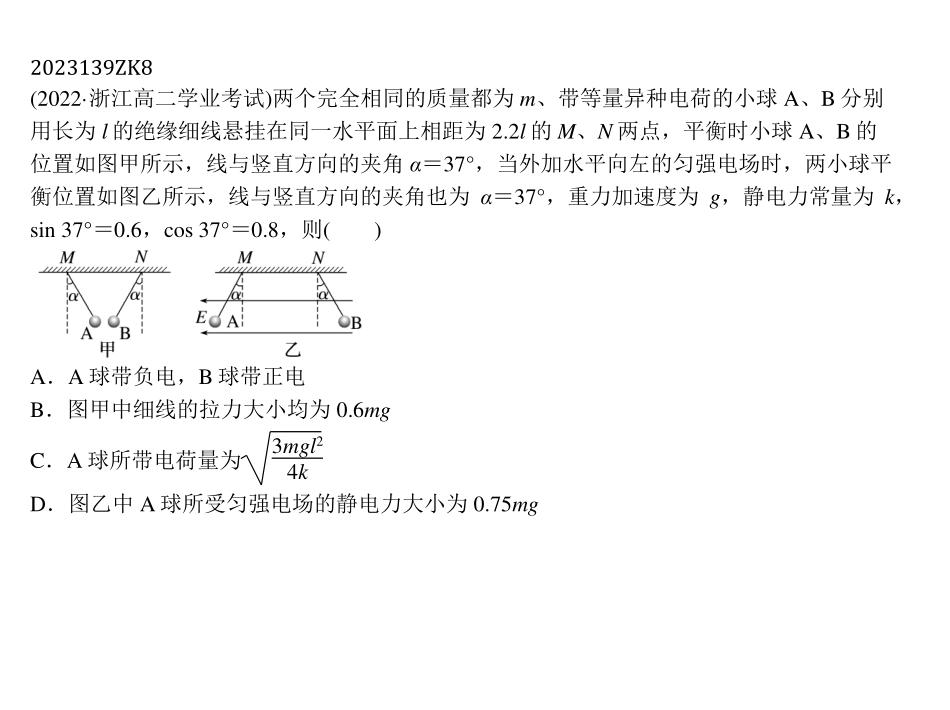 2023139ZK8
(2022·浙江高二学业考试)两个完全相同的质量都为 m、带等量异种电荷的小球 A、B 分别
用长为 l 的绝缘细线悬挂在同一水平面上相距为 2.2l 的 M、N 两点，平衡时小球 A、B 的
位置如图甲所示，线与竖直方向的夹角 α＝37°，当外加水平向左的匀强电场时，两小球平
衡位置如图乙所示，线与竖直方向的夹角也为 α＝37°，重力加速度为 g，静电力常量为 k，
sin 37°＝0.6，cos 37°＝0.8，则(　　)
M N M N
α α α α
A B E A B
甲 乙
A．A 球带负电，B 球带正电
B．图甲中细线的拉力大小均为 0.6mg
C．A 球所带电荷量为√(3mgl²/4k)
D．图乙中 A 球所受匀强电场的静电力大小为 0.75mg